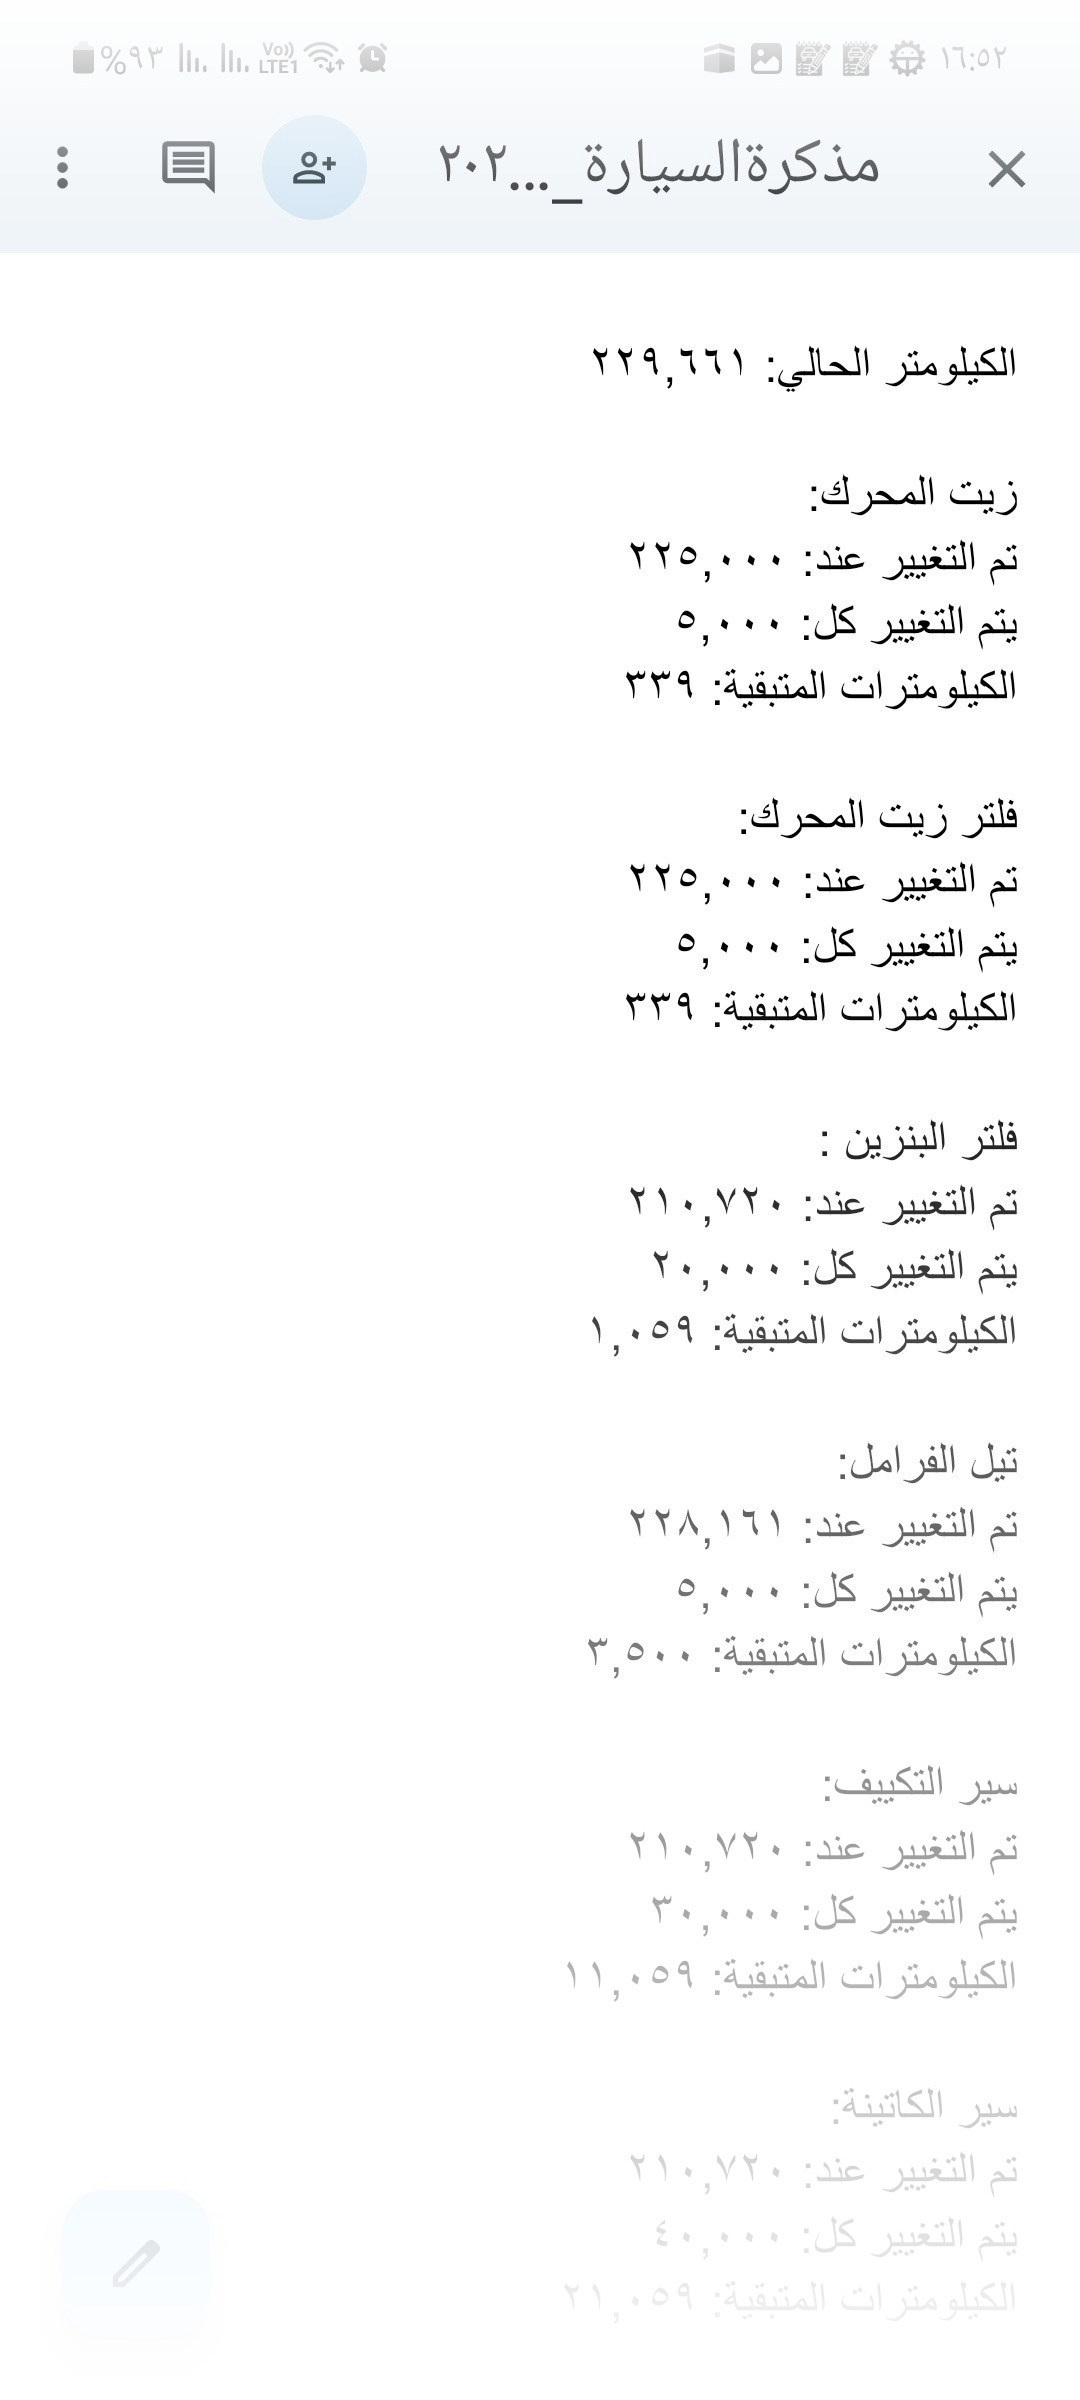 ١٦:٥٢
%٩٣
Vo))
LTE1
مذكرةالسيارة_...٢٠٢
الكيلومتر الحالي: ٢٢٩,٦٦١
زيت المحرك:
تم التغيير عند: ٢٢٥,٠٠٠
يتم التغيير كل: ٥,٠٠٠
الكيلومترات المتبقية: ٣٣٩
فلتر زيت المحرك:
تم التغيير عند: ٢٢٥,٠٠٠
يتم التغيير كل: ٥,٠٠٠
الكيلومترات المتبقية: ٣٣٩
فلتر البنزين :
تم التغيير عند: ٢١٠,٧٢٠
يتم التغيير كل: ٢٠,٠٠٠
الكيلومترات المتبقية: ١,٠٥٩
تيل الفرامل:
تم التغيير عند: ٢٢٨,١٦١
يتم التغيير كل: ٥,٠٠٠
الكيلومترات المتبقية: ٣,٥٠٠
سير التكييف:
تم التغيير عند: ٢١٠,٧٢٠
يتم التغيير كل: ٣٠,٠٠٠
الكيلومترات المتبقية: ١١,٠٥٩
سير الكاتينة:
تم التغيير عند: ٢١٠,٧٢٠
يتم التغيير كل: ٤٠,٠٠٠
الكيلومترات المتبقية: ٢١,٠٥٩